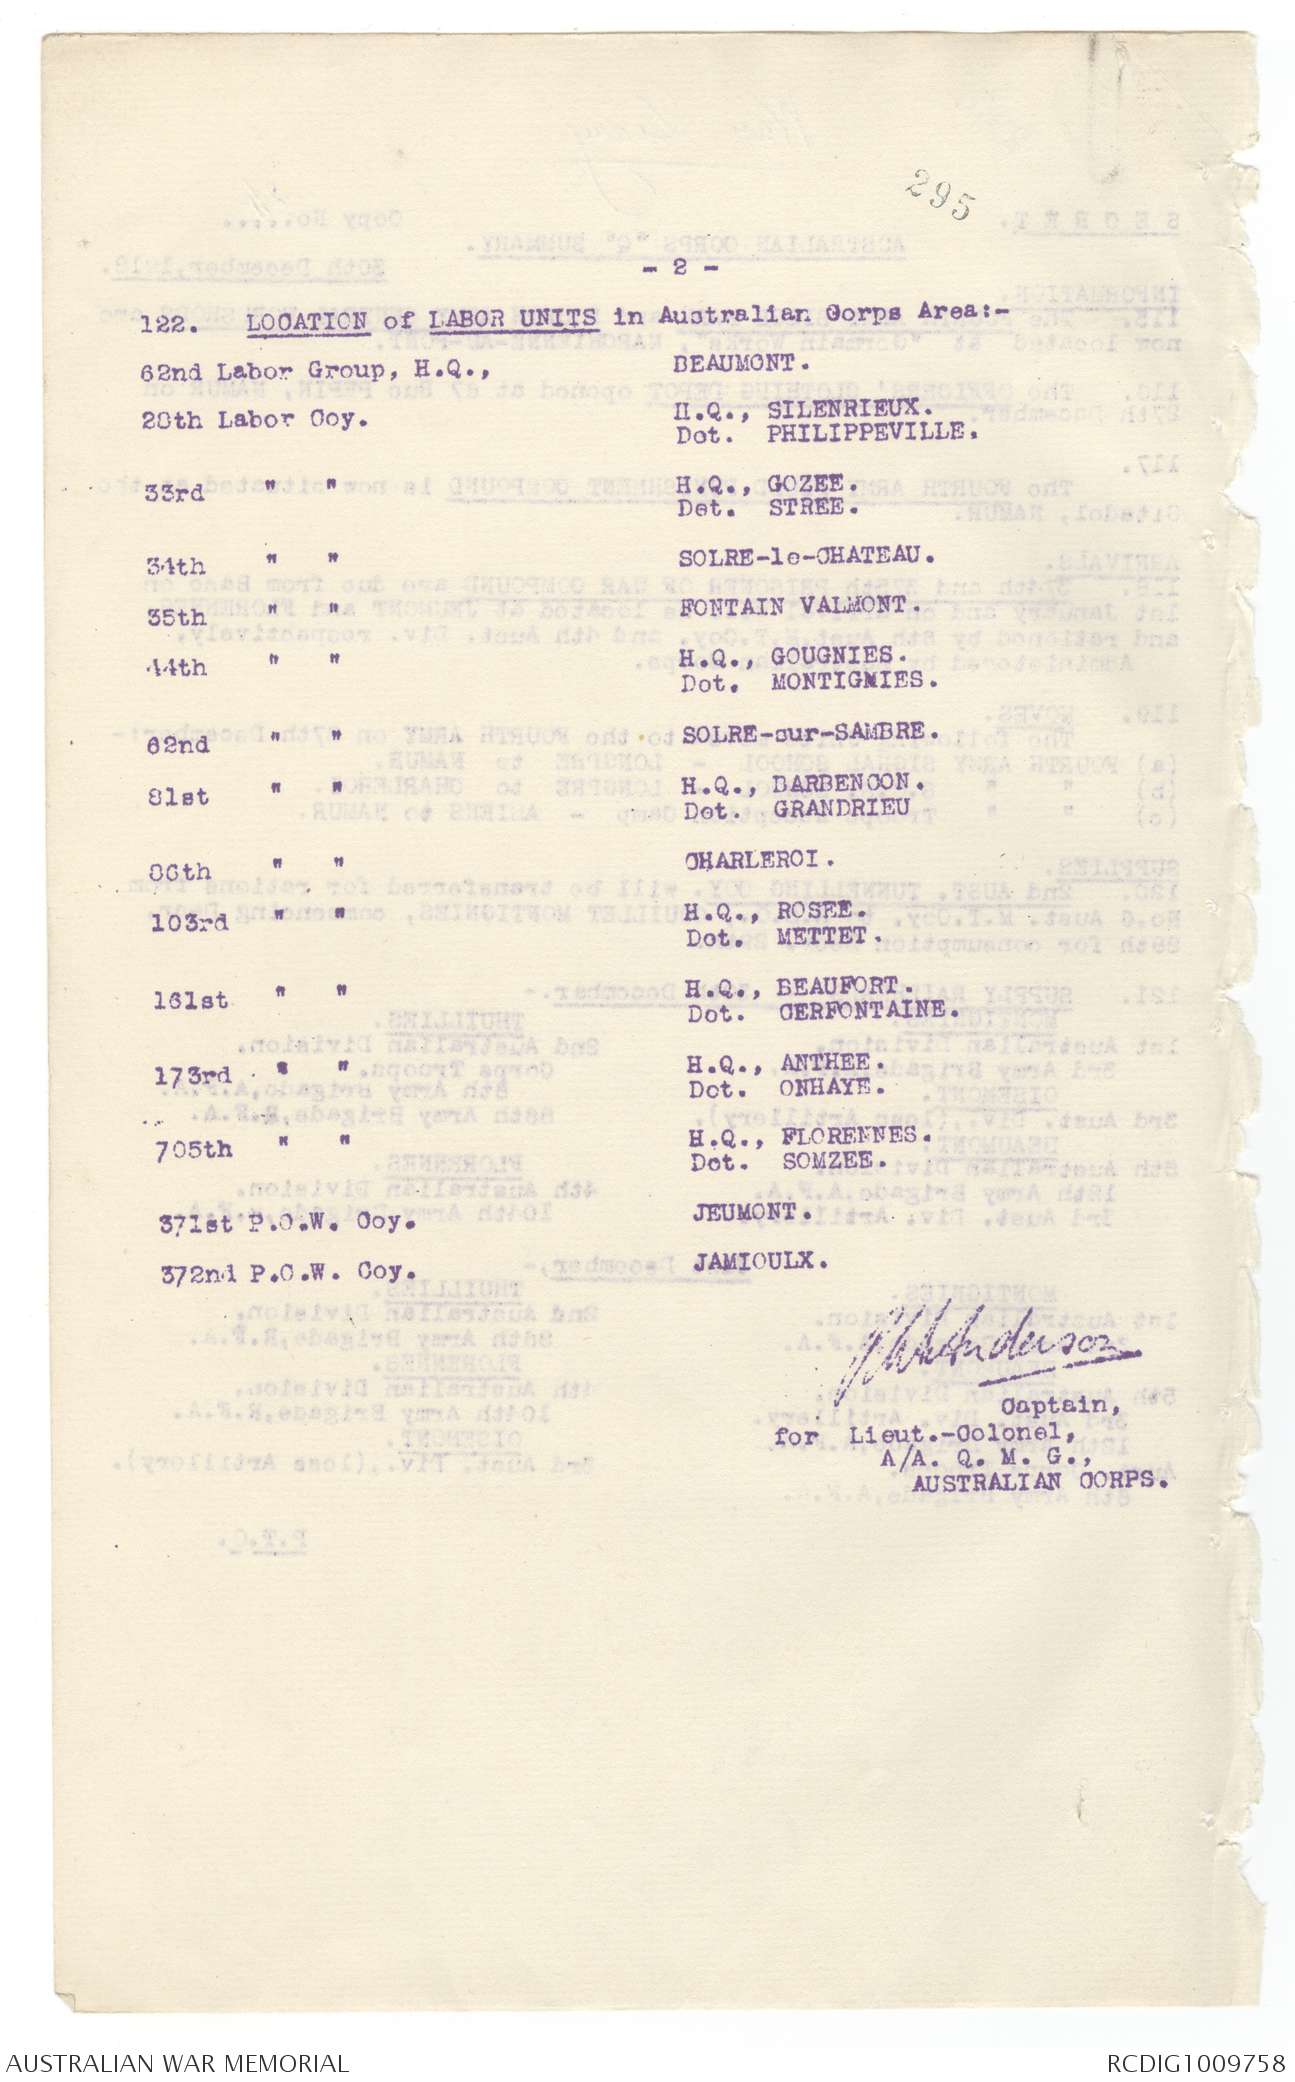 295
- 2 -
122. LOCATION of LABOR UNITS in Australian Corps Area:-
62nd Labor Group, H.Q., BEAUMONT.
28th Labor Coy. H.Q., SILENRIEUX.
Det. PHILIPPEVILLE.
33rd " " H.Q., GOZEE.
Det. STREE.
34th " " SOLRE-le-CHATEAU.
35th " " FONTAIN VALMONT.
44th " " H.Q., GOUGNIES.
Det. MONTIGNIES.
62nd " " SOLRE-sur-SAMBRE.
81st " " H.Q., BARBENCON.
Det. GRANDRIEU
86th " " CHARLEROI.
103rd " " H.Q., ROSEE.
Det. METTET.
161st " " H.Q., BEAUFORT.
Det. CERFONTAINE.
173rd " " H.Q., ANTHEE.
Det. ONHAYE.
705th " " H.Q., FLORENNES.
Det. SOMZEE.
371st P.O.W. Coy. JEUMONT.
372nd P.O.W. Coy. JAMIOULX.
Anderson
Captain,
for Lieut.-Colonel,
A/A. Q. M. G.,
AUSTRALIAN CORPS.
AUSTRALIAN WAR MEMORIAL
RCDIG1009758